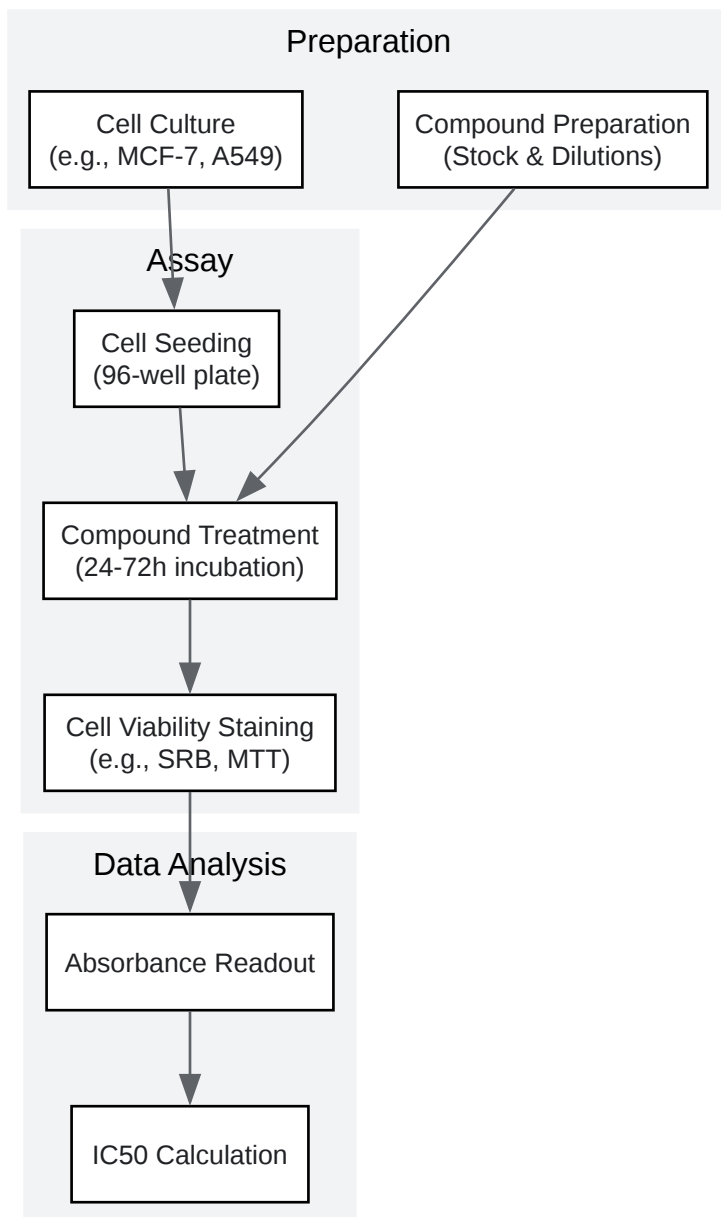 Preparation
Cell Culture
(e.g., MCF-7, A549)
Compound Preparation
(Stock & Dilutions)
Assay
Cell Seeding
(96-well plate)
Compound Treatment
(24-72h incubation)
Cell Viability Staining
(e.g., SRB, MTT)
Data Analysis
Absorbance Readout
IC50 Calculation